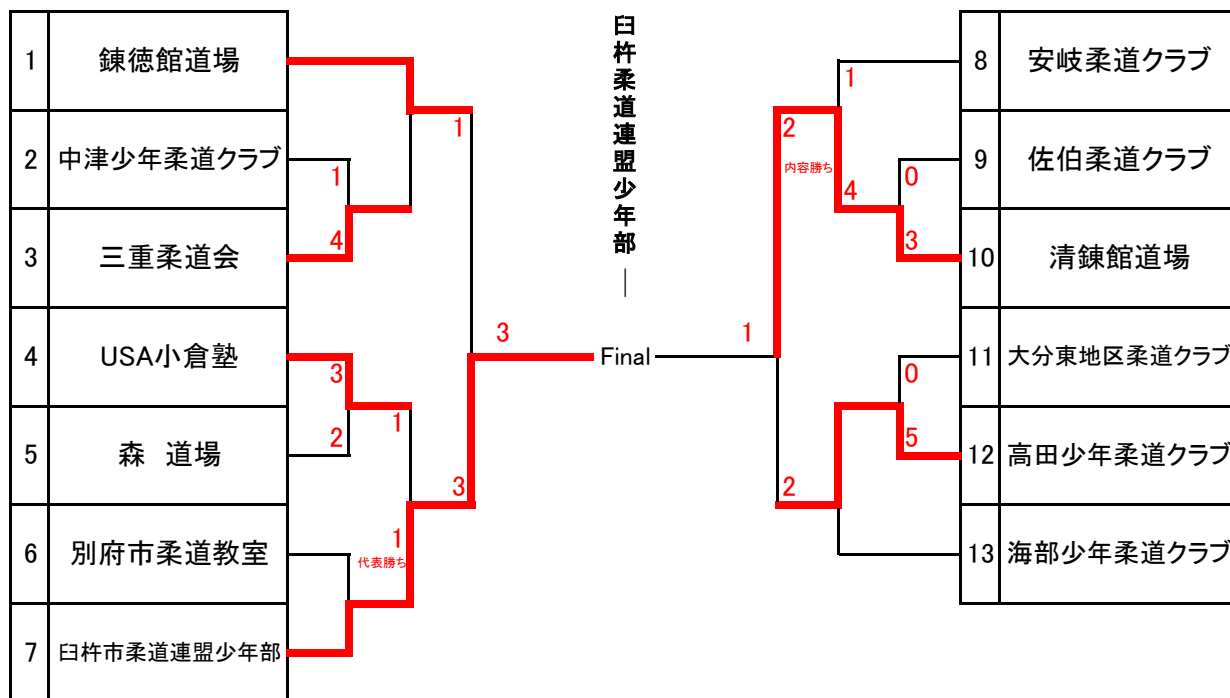 1 錬徳館道場
2 中津少年柔道クラブ
3 三重柔道会
4 USA小倉塾
5 森 道場
6 別府市柔道教室
7 臼杵市柔道連盟少年部
1
4
1
3
2
1
1
代表勝ち
3
3
臼杵柔道連盟少年部 —
Final
1
2
内容勝ち
1
4
0
3
0
5
2
8 安岐柔道クラブ
9 佐伯柔道クラブ
10 清錬館道場
11 大分東地区柔道クラブ
12 高田少年柔道クラブ
13 海部少年柔道クラブ